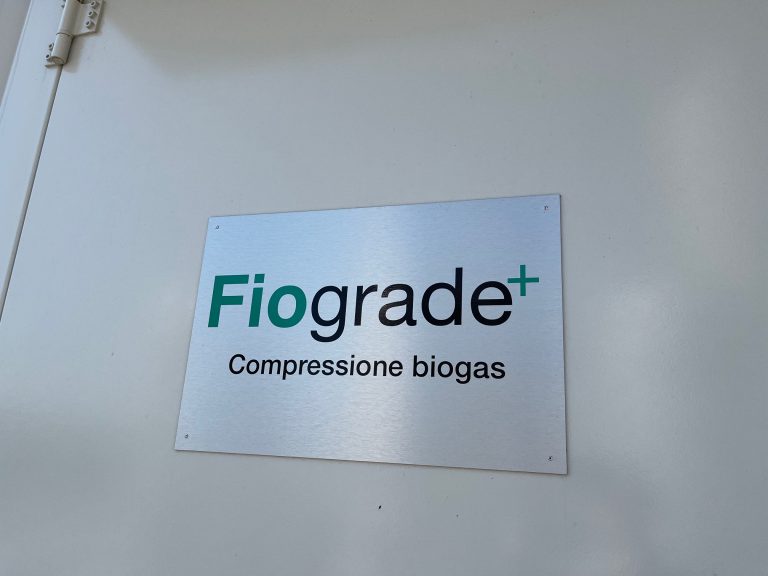 Fiograde+
Compressione biogas